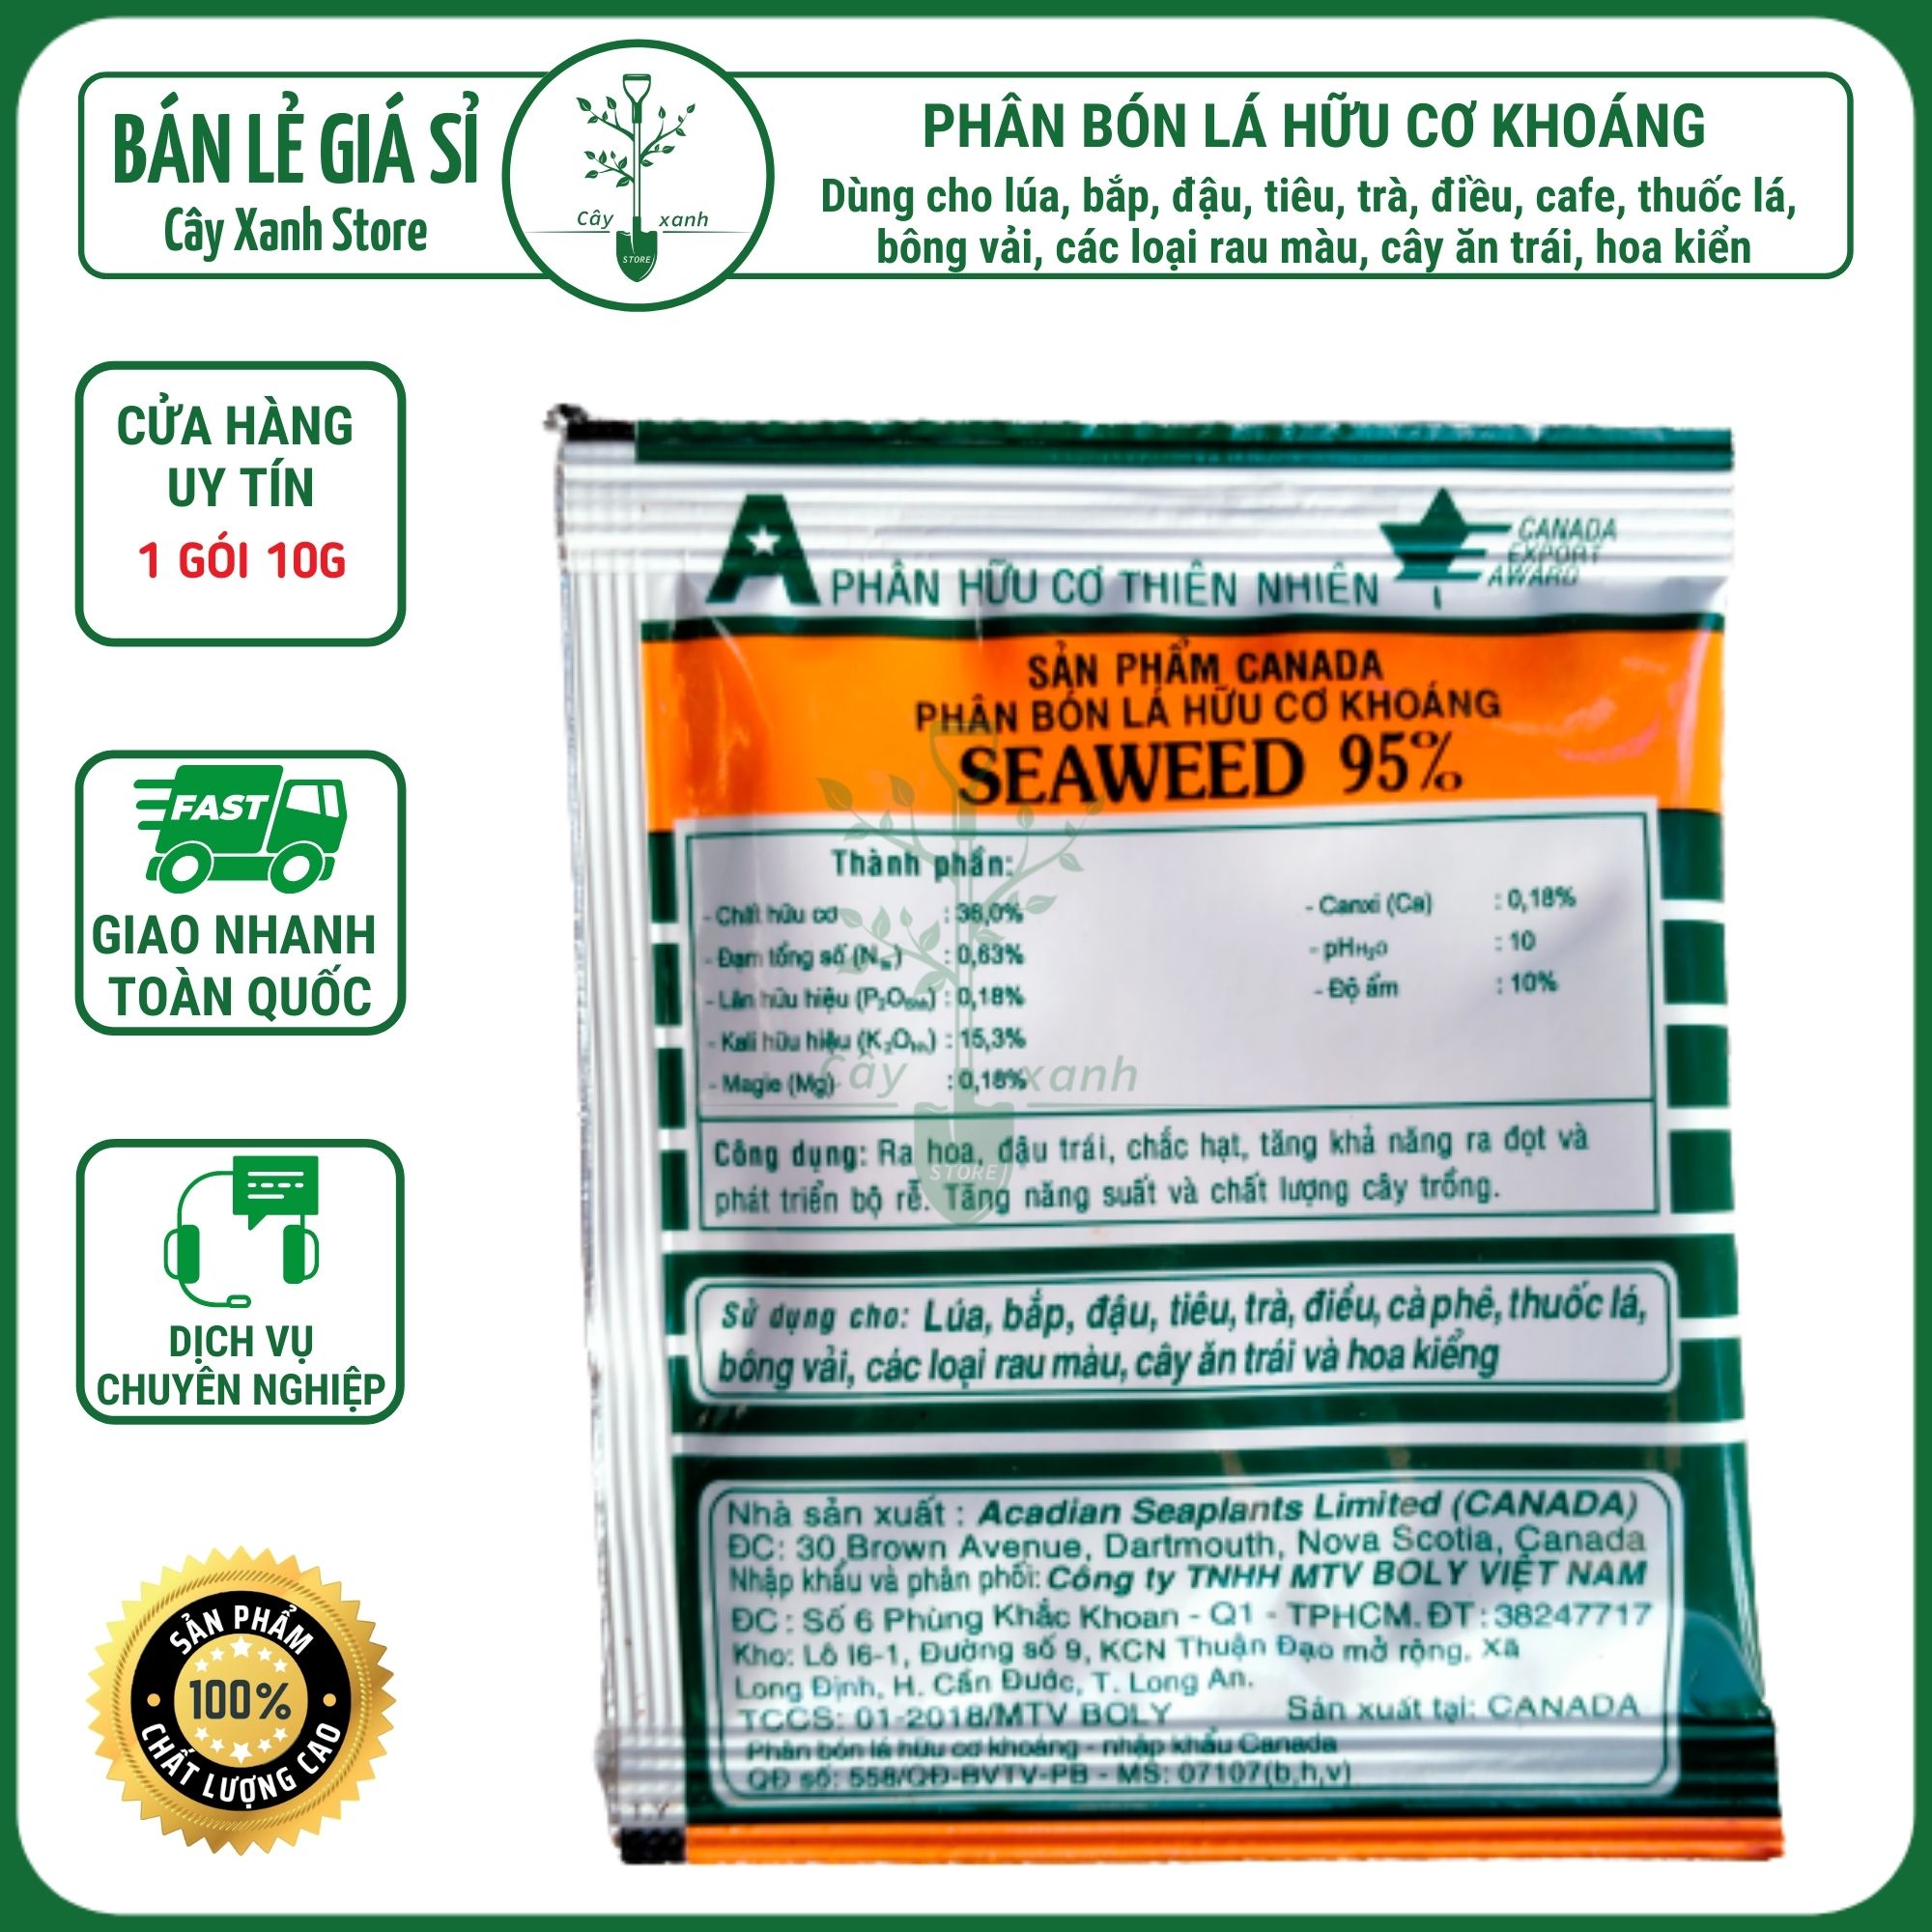 BÁN LẺ GIÁ SỈ
Cây Xanh Store
Cây xanh
STORE
PHÂN BÓN LÁ HỮU CƠ KHOÁNG
Dùng cho lúa, bắp, đậu, tiêu, trà, điều, cafe, thuốc lá,
bông vải, các loại rau màu, cây ăn trái, hoa kiển
CỬA HÀNG
UY TÍN
1 GÓI 10G
FAST
GIAO NHANH
TOÀN QUỐC
DỊCH VỤ
CHUYÊN NGHIỆP
SẢN PHẨM
100%
CHẤT LƯỢNG CAO
A PHÂN HỮU CƠ THIÊN NHIÊN
CANADA
EXPORT
AWARD
SẢN PHẨM CANADA
PHÂN BÓN LÁ HỮU CƠ KHOÁNG
SEAWEED 95%
Thành phần:
- Chất hữu cơ : 38,0%
- Đạm tổng số (Nts) : 0,63%
- Lân hữu hiệu (P2O5hh) : 0,18%
- Kali hữu hiệu (K2Ohh) : 15,3%
- Magie (Mg) : 0,18%
- Canxi (Ca) : 0,18%
- pHH2O : 10
- Độ ẩm : 10%
Cây xanh
STORE
Công dụng: Ra hoa, đậu trái, chắc hạt, tăng khả năng ra đọt và
phát triển bộ rễ. Tăng năng suất và chất lượng cây trồng.
Sử dụng cho: Lúa, bắp, đậu, tiêu, trà, điều, cà phê, thuốc lá,
bông vải, các loại rau màu, cây ăn trái và hoa kiểng
Nhà sản xuất : Acadian Seaplants Limited (CANADA)
ĐC: 30 Brown Avenue, Dartmouth, Nova Scotia, Canada
Nhập khẩu và phân phối: Công ty TNHH MTV BOLY VIỆT NAM
ĐC : Số 6 Phùng Khắc Khoan - Q1 - TPHCM. ĐT : 38247717
Kho: Lô I6-1, Đường số 9, KCN Thuận Đạo mở rộng, Xã
Long Định, H. Cần Đước, T. Long An.
TCCS: 01-2018/MTV BOLY Sản xuất tại: CANADA
Phân bón lá hữu cơ khoáng - nhập khẩu Canada
QĐ số: 558/QĐ-BVTV-PB - MS: 07107(b,h,v)